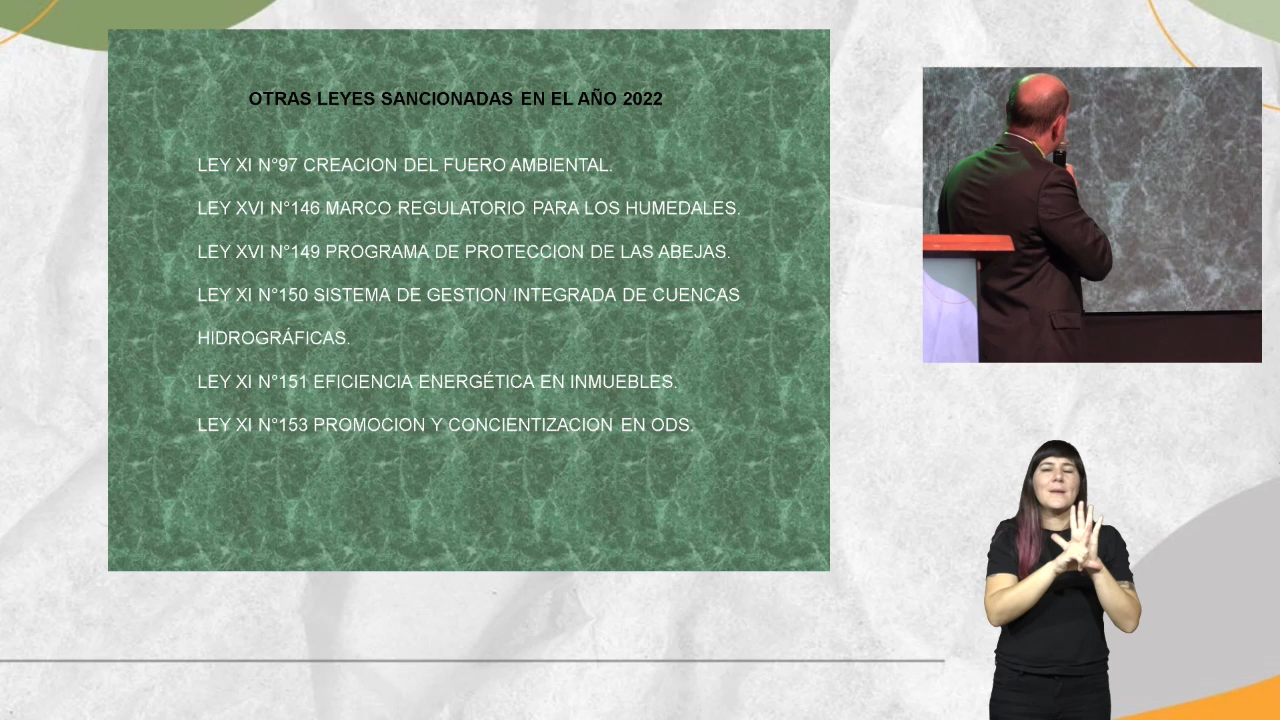 OTRAS LEYES SANCIONADAS EN EL AÑO 2022
LEY XI N°97 CREACION DEL FUERO AMBIENTAL.
LEY XVI N°146 MARCO REGULATORIO PARA LOS HUMEDALES.
LEY XVI N°149 PROGRAMA DE PROTECCION DE LAS ABEJAS.
LEY XI N°150 SISTEMA DE GESTION INTEGRADA DE CUENCAS
HIDROGRÁFICAS.
LEY XI N°151 EFICIENCIA ENERGÉTICA EN INMUEBLES.
LEY XI N°153 PROMOCION Y CONCIENTIZACION EN ODS.